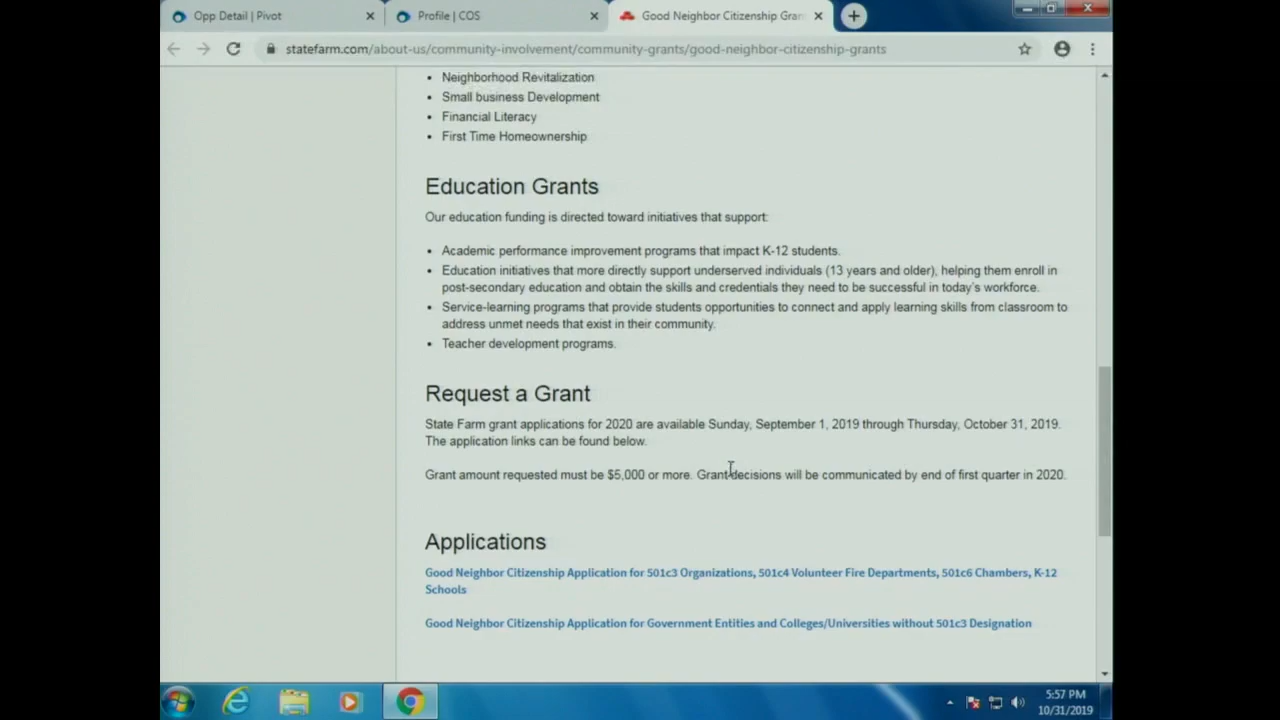 Opp Detail | Pivot
Profile | COS
Good Neighbor Citizenship Gran
statefarm.com/about-us/community-involvement/community-grants/good-neighbor-citizenship-grants
• Neighborhood Revitalization
• Small business Development
• Financial Literacy
• First Time Homeownership
Education Grants
Our education funding is directed toward initiatives that support:
• Academic performance improvement programs that impact K-12 students.
• Education initiatives that more directly support underserved individuals (13 years and older), helping them enroll in
post-secondary education and obtain the skills and credentials they need to be successful in today's workforce.
• Service-learning programs that provide students opportunities to connect and apply learning skills from classroom to
address unmet needs that exist in their community.
• Teacher development programs.
Request a Grant
State Farm grant applications for 2020 are available Sunday, September 1, 2019 through Thursday, October 31, 2019.
The application links can be found below.
Grant amount requested must be $5,000 or more. Grant decisions will be communicated by end of first quarter in 2020.
Applications
Good Neighbor Citizenship Application for 501c3 Organizations, 501c4 Volunteer Fire Departments, 501c6 Chambers, K-12
Schools
Good Neighbor Citizenship Application for Government Entities and Colleges/Universities without 501c3 Designation
5:57 PM
10/31/2019